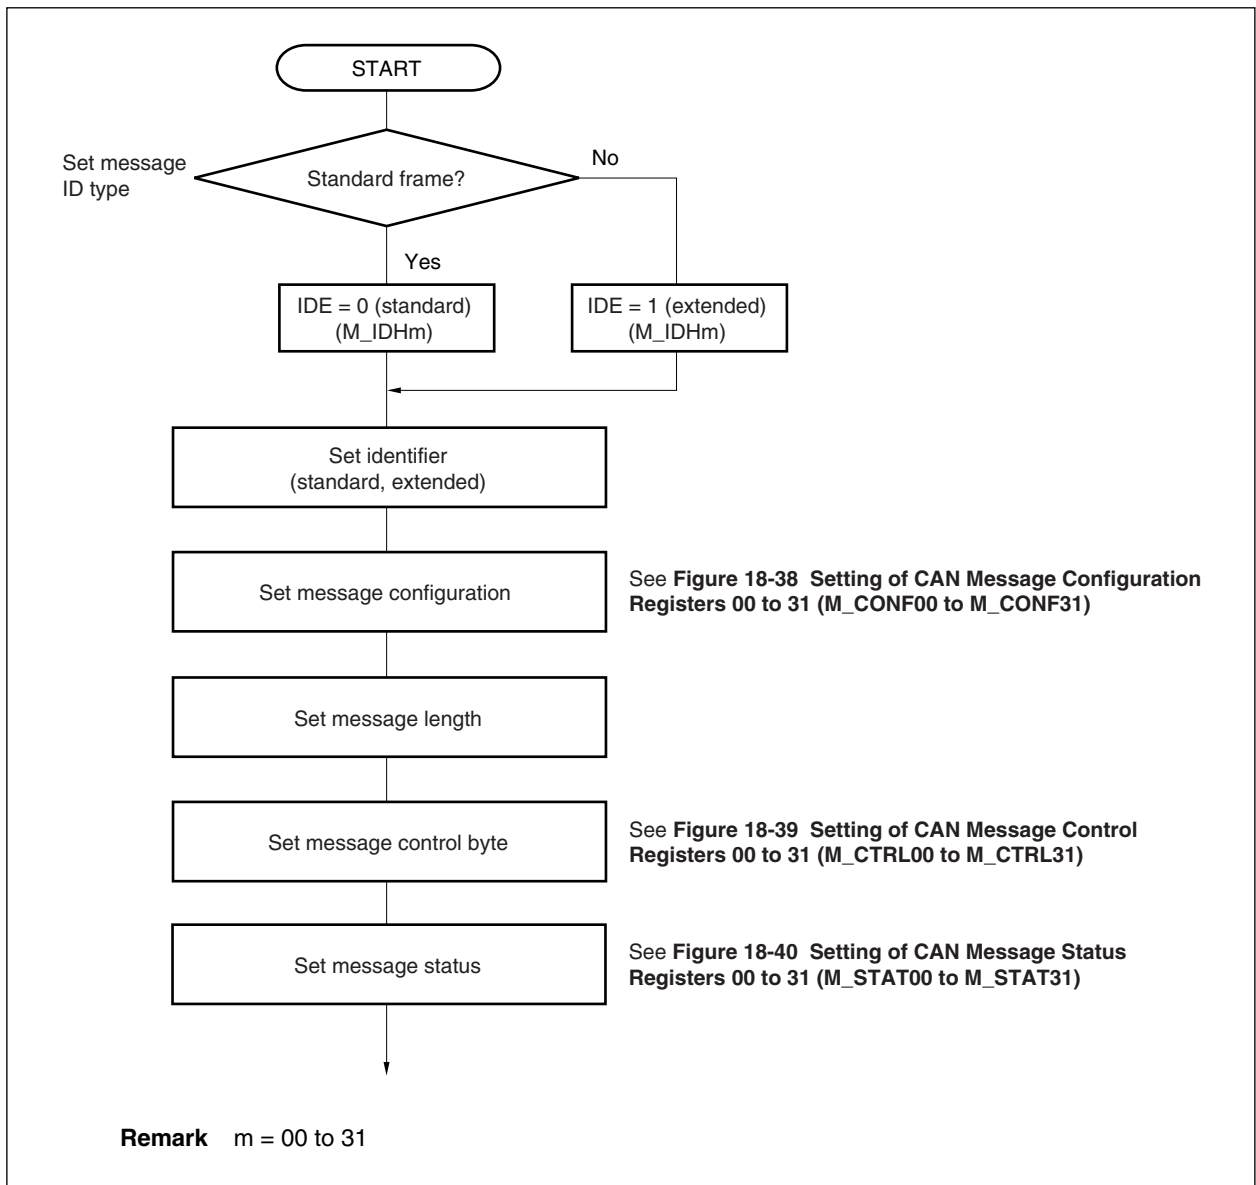 START
Set message
ID type
Standard frame?
No
Yes
IDE = 0 (standard)
(M_IDHm)
IDE = 1 (extended)
(M_IDHm)
Set identifier
(standard, extended)
Set message configuration
See Figure 18-38  Setting of CAN Message Configuration
Registers 00 to 31 (M_CONF00 to M_CONF31)
Set message length
Set message control byte
See Figure 18-39  Setting of CAN Message Control
Registers 00 to 31 (M_CTRL00 to M_CTRL31)
Set message status
See Figure 18-40  Setting of CAN Message Status
Registers 00 to 31 (M_STAT00 to M_STAT31)
Remark  m = 00 to 31